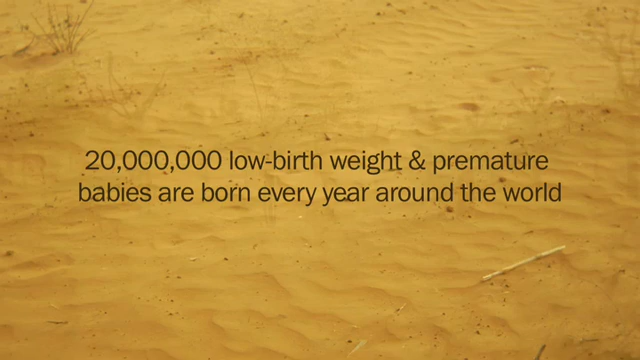 20,000,000 low-birth weight & premature
babies are born every year around the world